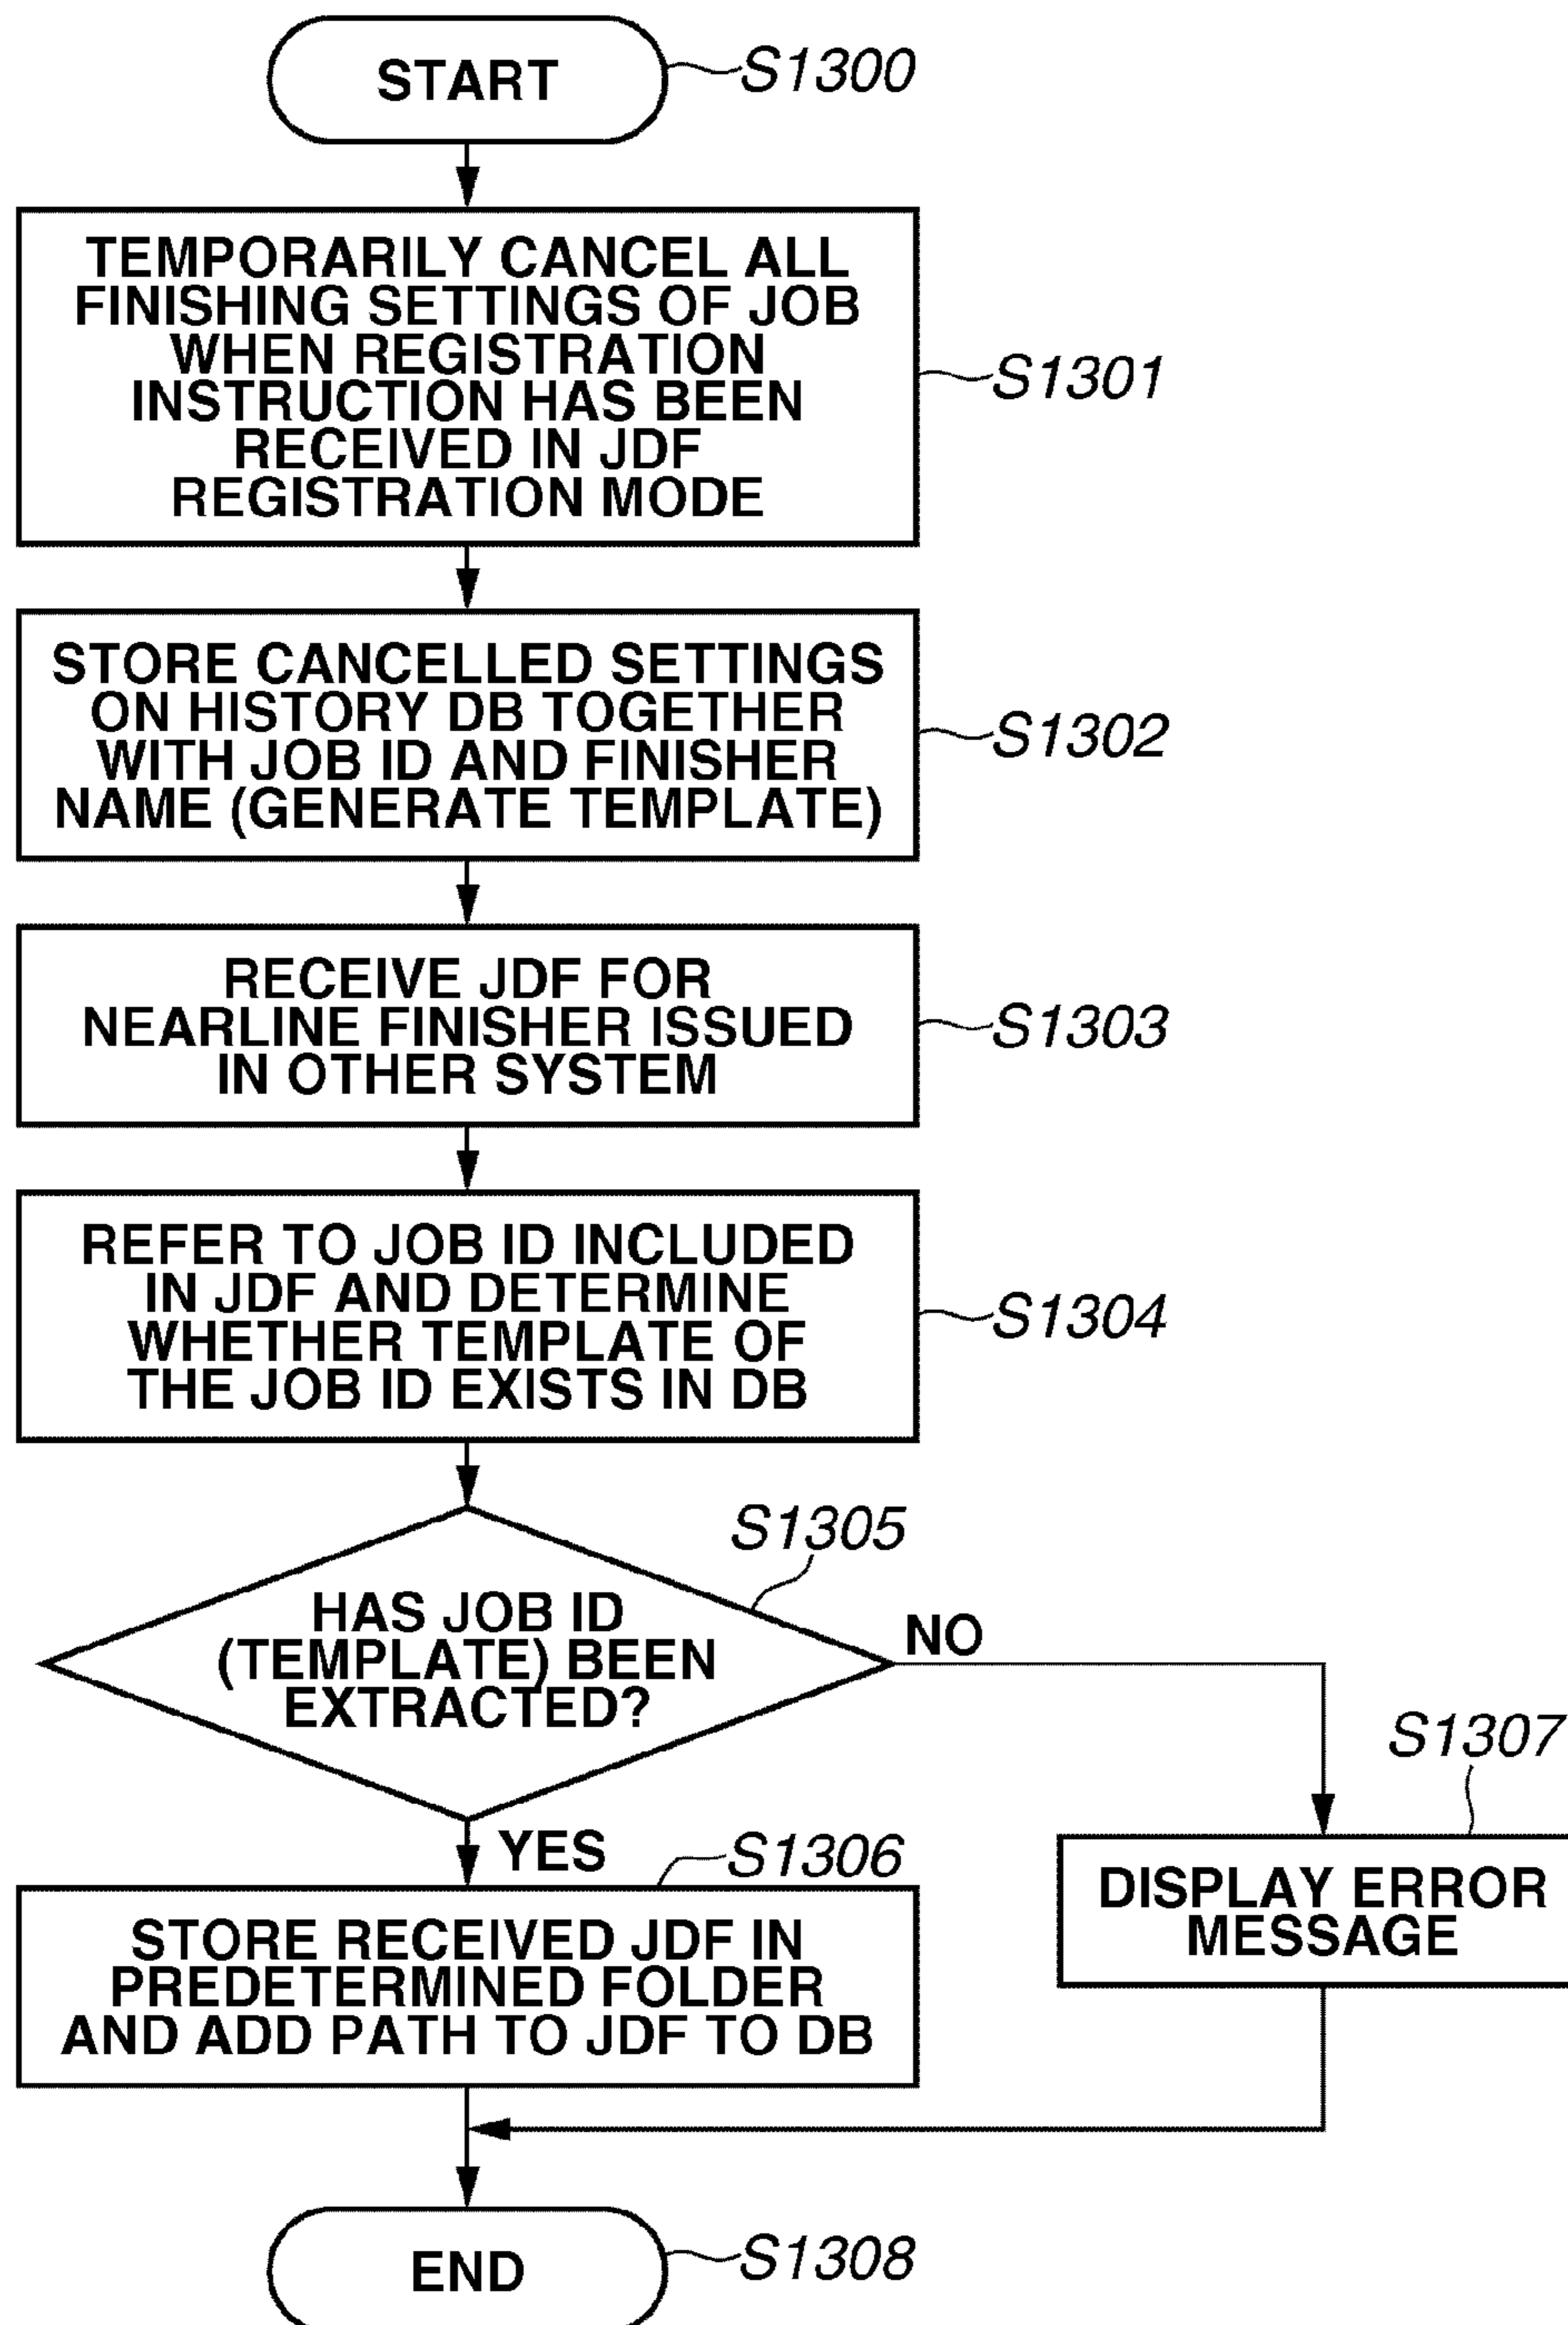 START
S1300
TEMPORARILY CANCEL ALL
FINISHING SETTINGS OF JOB
WHEN REGISTRATION
INSTRUCTION HAS BEEN
RECEIVED IN JDF
REGISTRATION MODE
S1301
STORE CANCELLED SETTINGS
ON HISTORY DB TOGETHER
WITH JOB ID AND FINISHER
NAME (GENERATE TEMPLATE)
S1302
RECEIVE JDF FOR
NEARLINE FINISHER ISSUED
IN OTHER SYSTEM
S1303
REFER TO JOB ID INCLUDED
IN JDF AND DETERMINE
WHETHER TEMPLATE OF
THE JOB ID EXISTS IN DB
S1304
S1305
HAS JOB ID
(TEMPLATE) BEEN
EXTRACTED?
NO
S1307
DISPLAY ERROR
MESSAGE
YES
S1306
STORE RECEIVED JDF IN
PREDETERMINED FOLDER
AND ADD PATH TO JDF TO DB
END
S1308